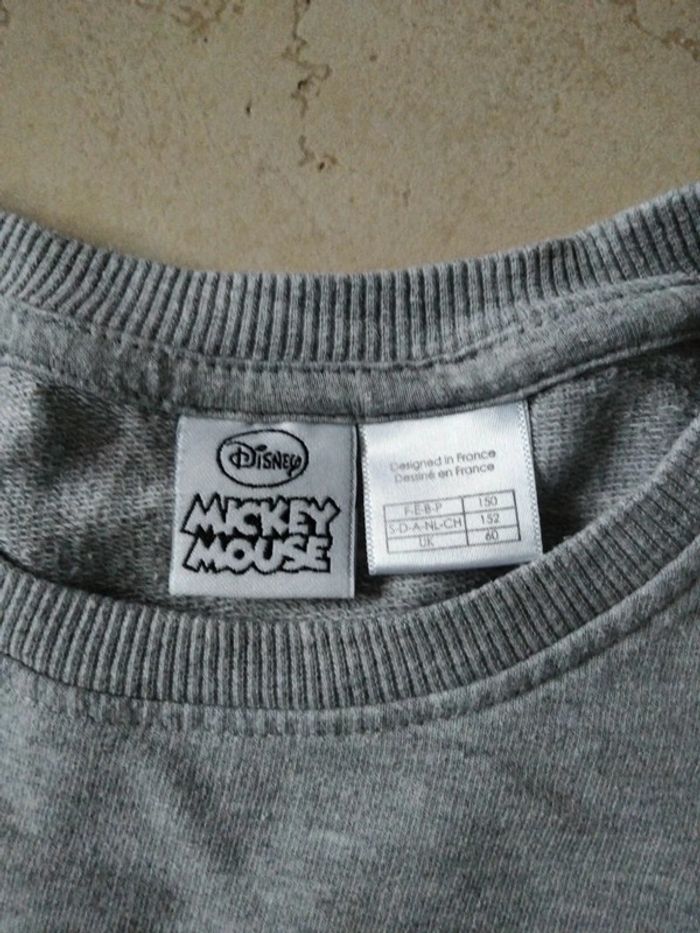 DISNEY
MICKEY
MOUSE
Designed in France
Dessiné en France
F-E-B-P 150
S-D-A-NL-CH 152
UK 60